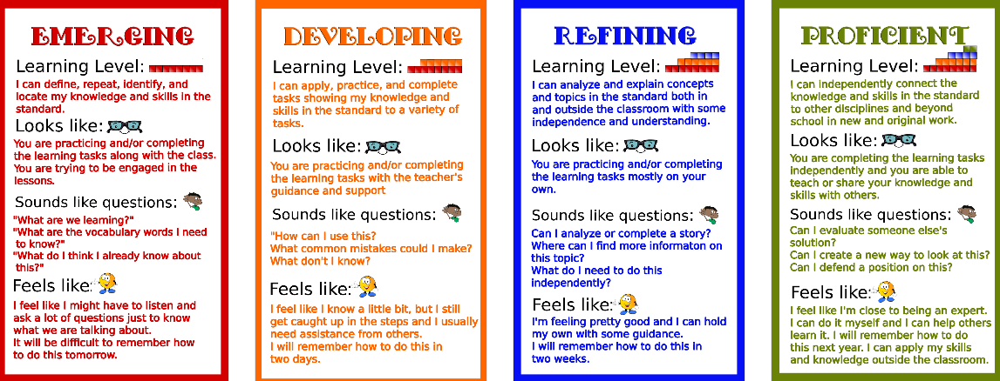 EMERGING
Learning Level:
I can define, repeat, identify, and
locate my knowledge and skills in the
standard.
Looks like:
You are practicing and/or completing
the learning tasks along with the class.
You are trying to be engaged in the
lessons.
Sounds like questions:
"What are we learning?"
"What are the vocabulary words I need
to know?"
"What do I think I already know about
this?"
Feels like:
I feel like I might have to listen and
ask a lot of questions just to know
what we are talking about.
It will be difficult to remember how
to do this tomorrow.
DEVELOPING
Learning Level:
I can apply, practice, and complete
tasks showing my knowledge and
skills in the standard to a variety of
tasks.
Looks like:
You are practicing and/or completing
the learning tasks with the teacher's
guidance and support
Sounds like questions:
"How can I use this?
What common mistakes could I make?
What don't I know?
Feels like:
I feel like I know a little bit, but I still
get caught up in the steps and I usually
need assistance from others.
I will remember how to do this in
two days.
REFINING
Learning Level:
I can analyze and explain concepts
and topics in the standard both in
and outside the classroom with some
independence and understanding.
Looks like:
You are practicing and/or completing
the learning tasks mostly on your
own.
Sounds like questions:
Can I analyze or complete a story?
Where can I find more informaton on
this topic?
What do I need to do this
independently?
Feels like:
I'm feeling pretty good and I can hold
my own with some guidance.
I will remember how to do this in
two weeks.
PROFICIENT
Learning Level:
I can independently connect the
knowledge and skills in the standard
to other disciplines and beyond
school in new and original work.
Looks like:
You are completing the learning tasks
independently and you are able to
teach or share your knowledge and
skills with others.
Sounds like questions:
Can I evaluate someone else's
solution?
Can I create a new way to look at this?
Can I defend a position on this?
Feels like:
I feel like I'm close to being an expert.
I can do it myself and I can help others
learn it. I will remember how to do
this next year. I can apply my skills
and knowledge outside the classroom.